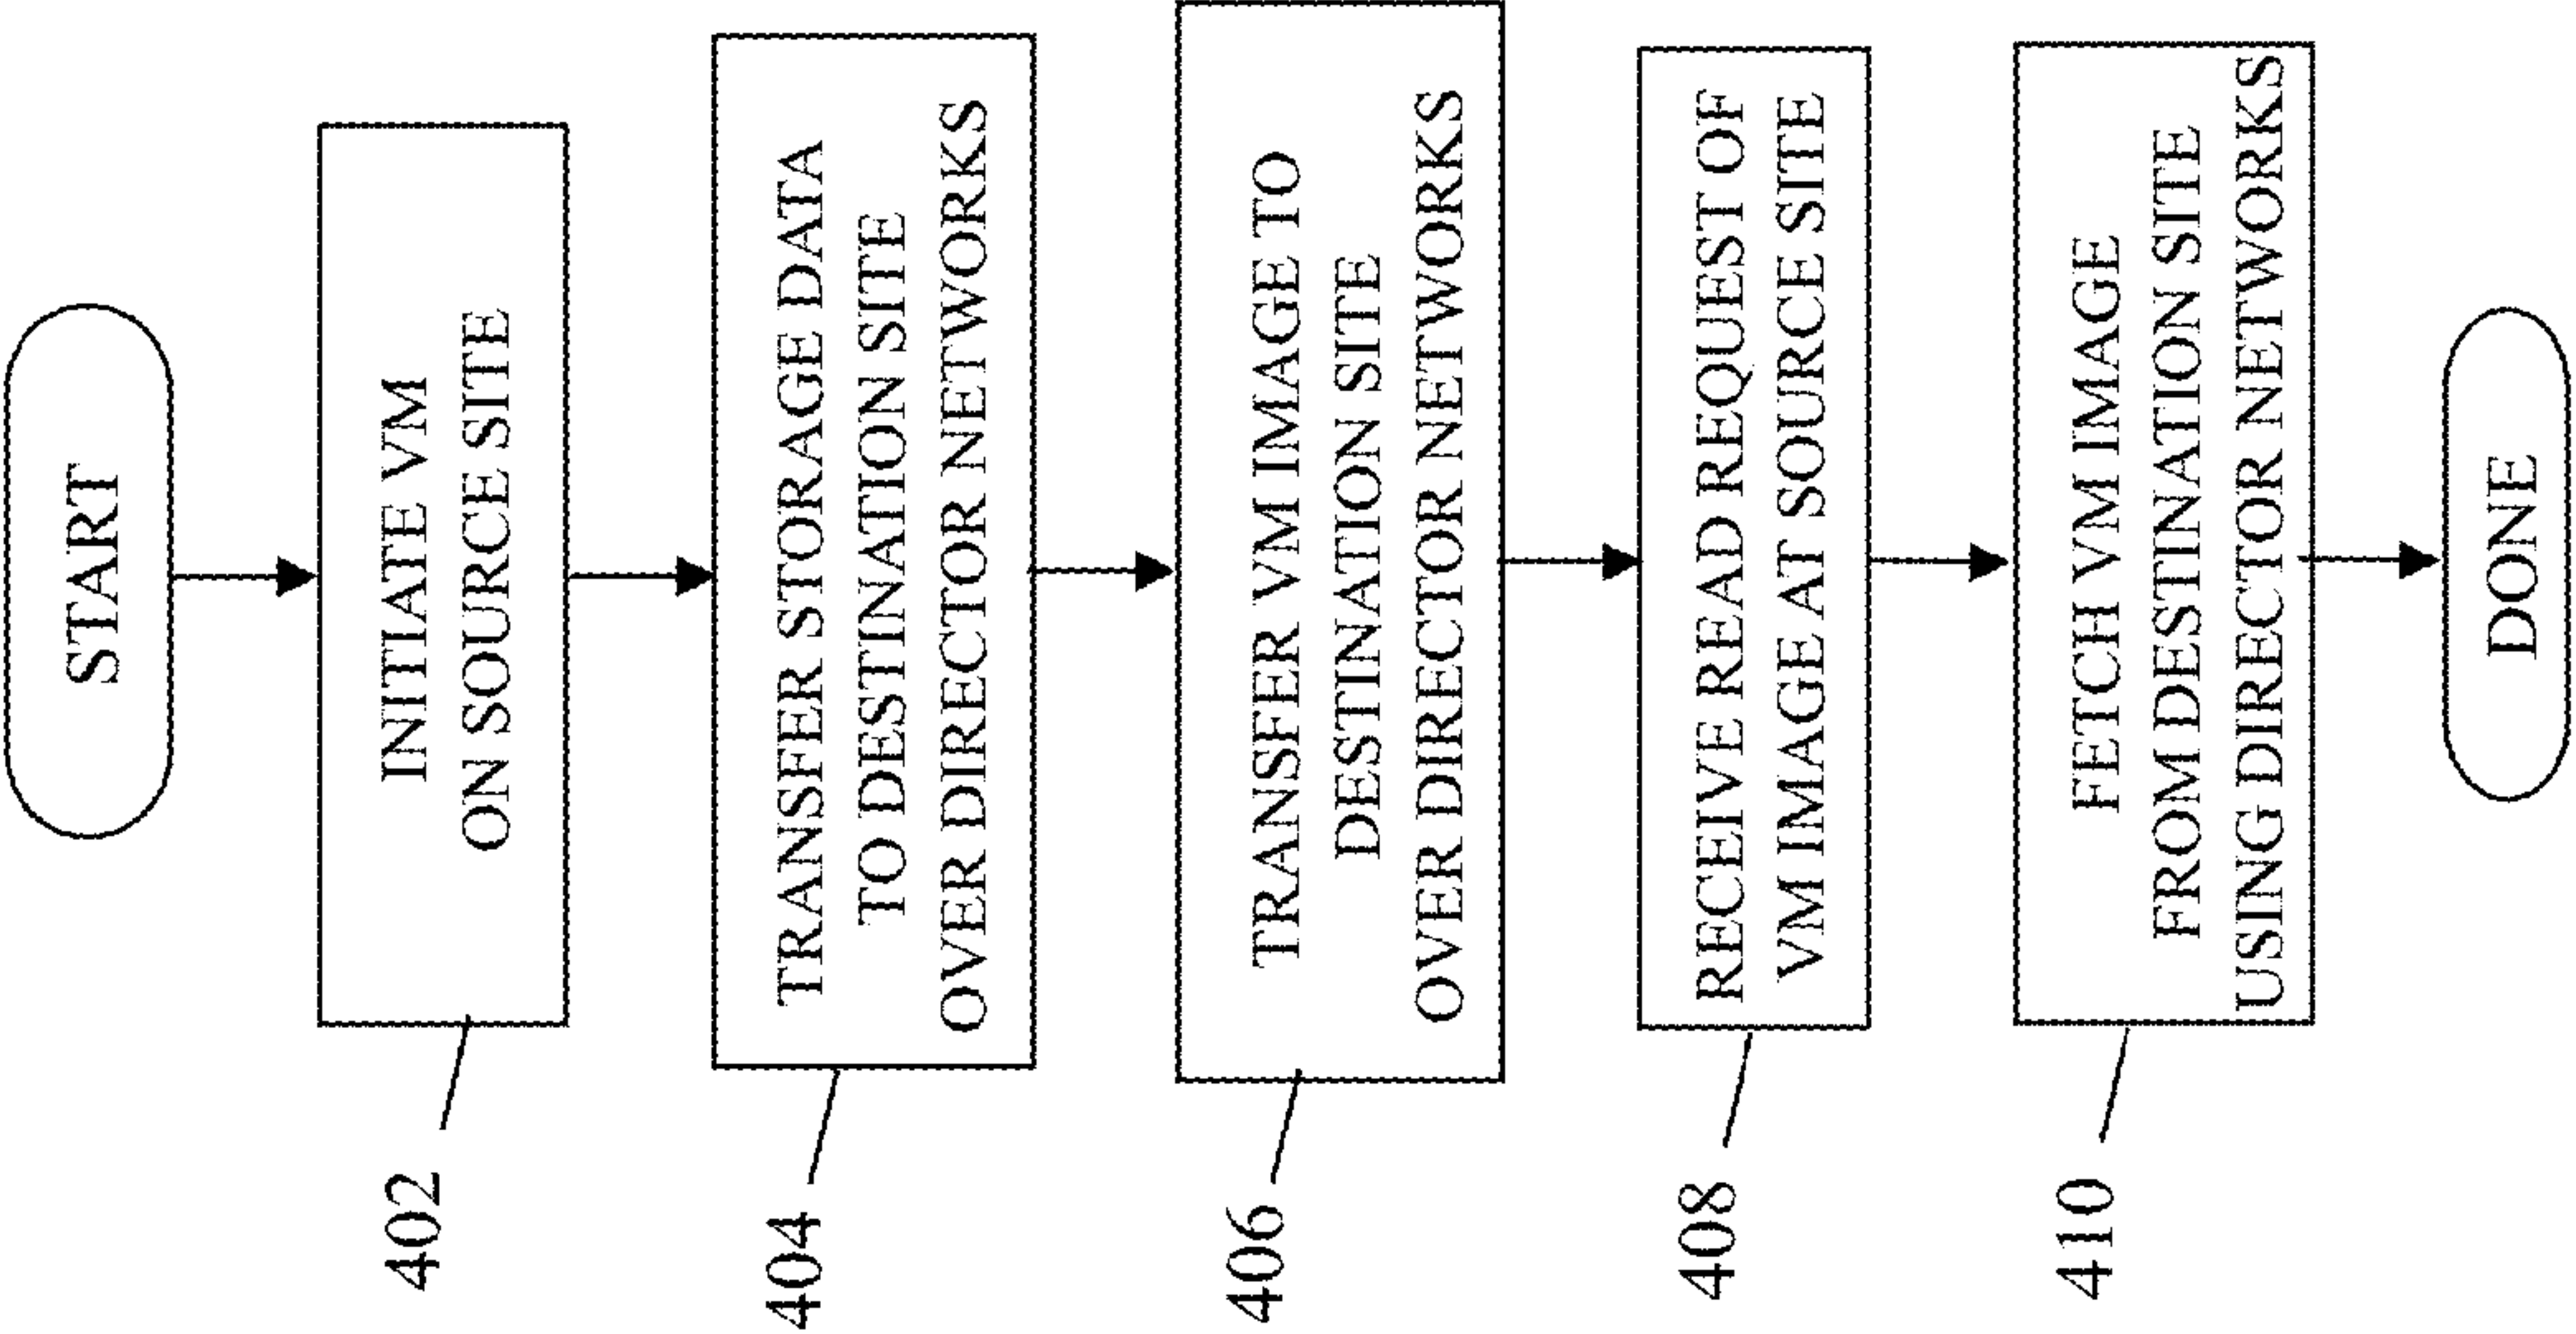 START
402
INITIATE VM
ON SOURCE SITE
404
TRANSFER STORAGE DATA
TO DESTINATION SITE
OVER DIRECTOR NETWORKS
406
TRANSFER VM IMAGE TO
DESTINATION SITE
OVER DIRECTOR NETWORKS
408
RECEIVE READ REQUEST OF
VM IMAGE AT SOURCE SITE
410
FETCH VM IMAGE
FROM DESTINATION SITE
USING DIRECTOR NETWORKS
DONE